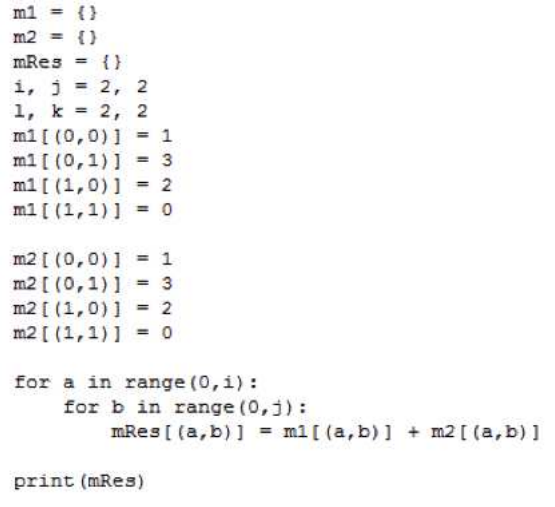 m1 = {}
m2 = {}
mRes = {}
i, j = 2, 2
l, k = 2, 2
m1[(0,0)] = 1
m1[(0,1)] = 3
m1[(1,0)] = 2
m1[(1,1)] = 0

m2[(0,0)] = 1
m2[(0,1)] = 3
m2[(1,0)] = 2
m2[(1,1)] = 0

for a in range(0,i):
    for b in range(0,j):
        mRes[(a,b)] = m1[(a,b)] + m2[(a,b)]

print(mRes)